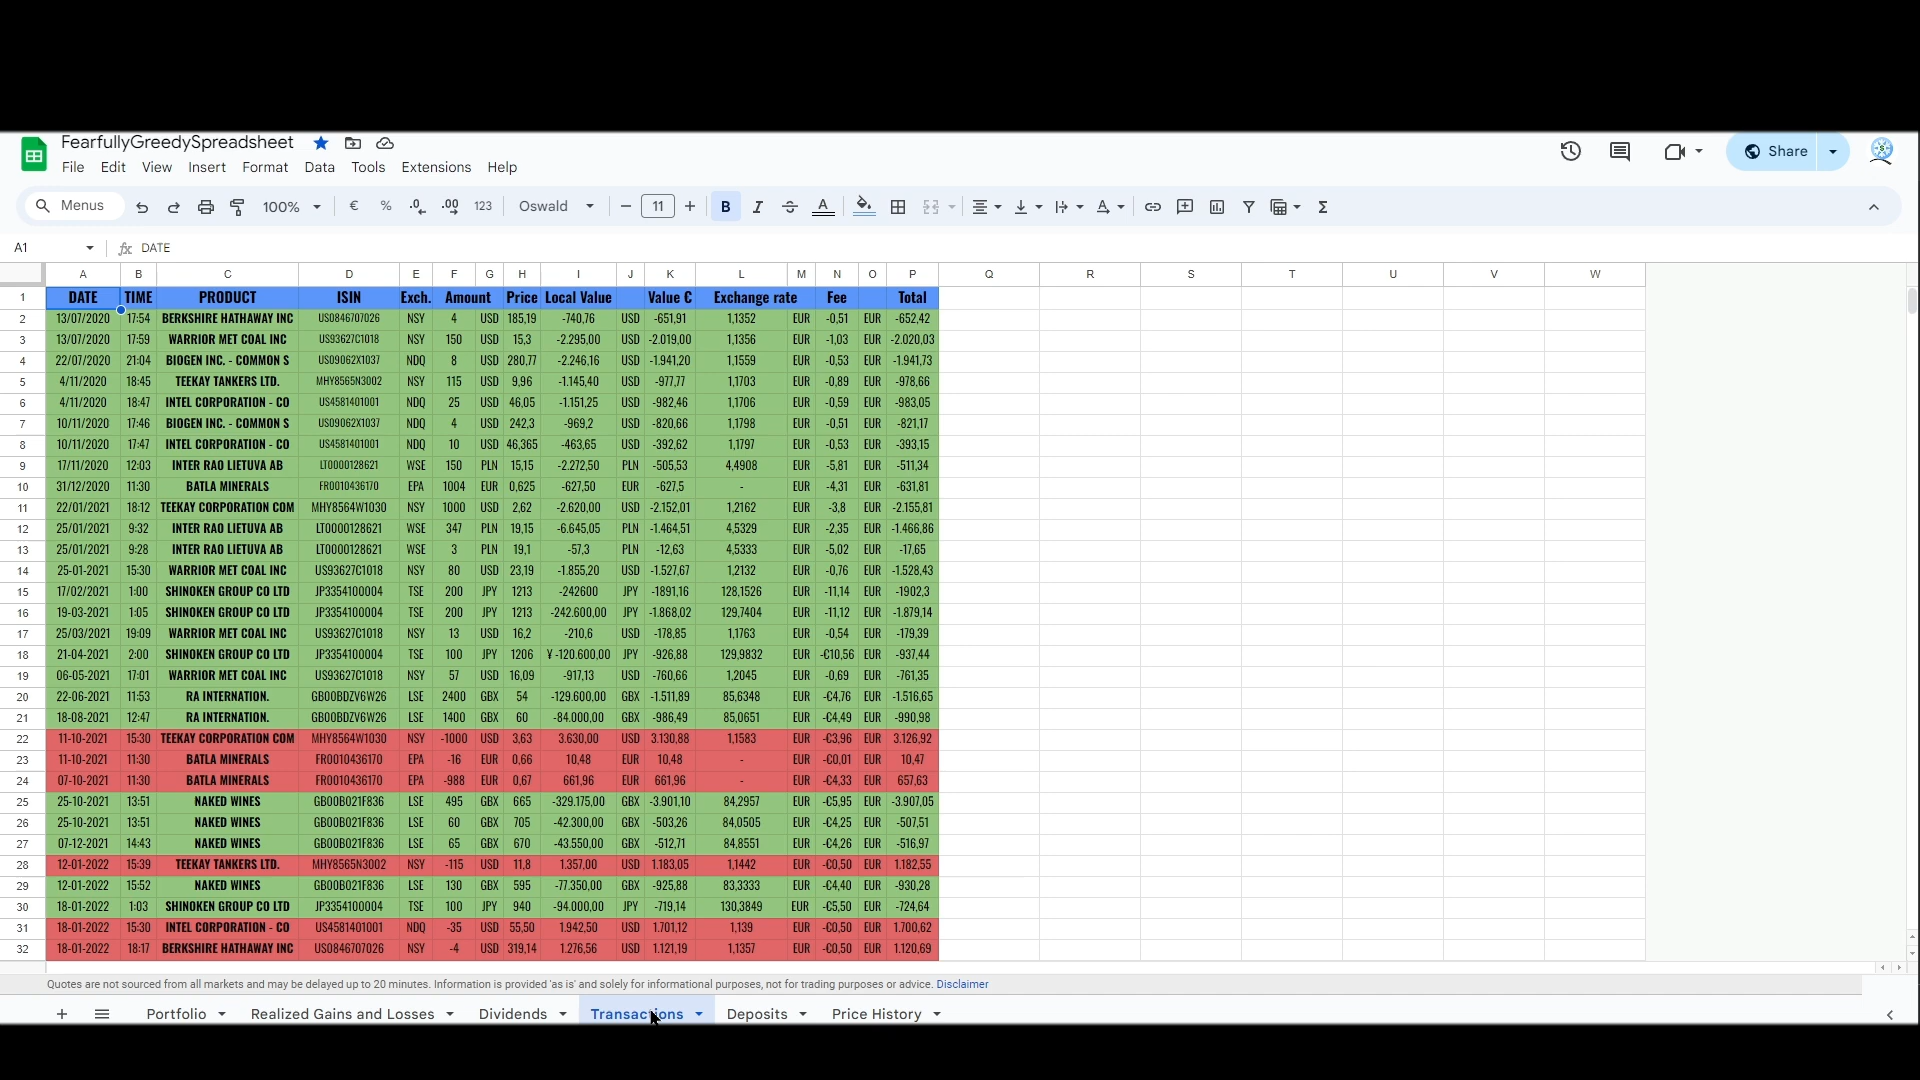 FearfullyGreedySpreadsheet
File Edit View Insert Format Data Tools Extensions Help
Share
Menus 100% € % .0 .00 123 Oswald 11 B I A
A1 fx DATE
A B C D E F G H I J K L M N O P Q R S T U V W
1 DATE TIME PRODUCT ISIN Exch. Amount Price Local Value Value € Exchange rate Fee Total
2 13/07/2020 17:54 BERKSHIRE HATHAWAY INC US0846707026 NSY 4 USD 185,19 -740,76 USD -651,91 1,1352 EUR -0,51 EUR -652,42
3 13/07/2020 17:59 WARRIOR MET COAL INC US93627C1018 NSY 150 USD 15,3 -2.295,00 USD -2.019,00 1,1356 EUR -1,03 EUR -2.020,03
4 22/07/2020 21:04 BIOGEN INC. - COMMON S US09062X1037 NDQ 8 USD 280,77 -2.246,16 USD -1.941,20 1,1559 EUR -0,53 EUR -1.941,73
5 4/11/2020 18:45 TEEKAY TANKERS LTD. MHY8565N3002 NSY 115 USD 9,96 -1.145,40 USD -977,77 1,1703 EUR -0,89 EUR -978,66
6 4/11/2020 18:47 INTEL CORPORATION - CO US4581401001 NDQ 25 USD 46,05 -1.151,25 USD -982,46 1,1706 EUR -0,59 EUR -983,05
7 10/11/2020 17:46 BIOGEN INC. - COMMON S US09062X1037 NDQ 4 USD 242,3 -969,2 USD -820,66 1,1798 EUR -0,51 EUR -821,17
8 10/11/2020 17:47 INTEL CORPORATION - CO US4581401001 NDQ 10 USD 46,365 -463,65 USD -392,62 1,1797 EUR -0,53 EUR -393,15
9 17/11/2020 12:03 INTER RAO LIETUVA AB LT0000128621 WSE 150 PLN 15,15 -2.272,50 PLN -505,53 4,4908 EUR -5,81 EUR -511,34
10 31/12/2020 11:30 BATLA MINERALS FR0010436170 EPA 1004 EUR 0,625 -627,50 EUR -627,5 - EUR -4,31 EUR -631,81
11 22/01/2021 18:12 TEEKAY CORPORATION COM MHY8564W1030 NSY 1000 USD 2,62 -2.620,00 USD -2.152,01 1,2162 EUR -3,8 EUR -2.155,81
12 25/01/2021 9:32 INTER RAO LIETUVA AB LT0000128621 WSE 347 PLN 19,15 -6.645,05 PLN -1.464,51 4,5329 EUR -2,35 EUR -1.466,86
13 25/01/2021 9:28 INTER RAO LIETUVA AB LT0000128621 WSE 3 PLN 19,1 -57,3 PLN -12,63 4,5333 EUR -5,02 EUR -17,65
14 25-01-2021 15:30 WARRIOR MET COAL INC US93627C1018 NSY 80 USD 23,19 -1.855,20 USD -1.527,67 1,2132 EUR -0,76 EUR -1.528,43
15 17/02/2021 1:00 SHINOKEN GROUP CO LTD JP3354100004 TSE 200 JPY 1213 -242600 JPY -1891,16 128,1526 EUR -11,14 EUR -1902,3
16 19-03-2021 1:05 SHINOKEN GROUP CO LTD JP3354100004 TSE 200 JPY 1213 -242.600,00 JPY -1.868,02 129,7404 EUR -11,12 EUR -1.879,14
17 25/03/2021 19:09 WARRIOR MET COAL INC US93627C1018 NSY 13 USD 16,2 -210,6 USD -178,85 1,1763 EUR -0,54 EUR -179,39
18 21-04-2021 2:00 SHINOKEN GROUP CO LTD JP3354100004 TSE 100 JPY 1206 ¥ -120.600,00 JPY -926,88 129,9832 EUR -€10,56 EUR -937,44
19 06-05-2021 17:01 WARRIOR MET COAL INC US93627C1018 NSY 57 USD 16,09 -917,13 USD -760,66 1,2045 EUR -0,69 EUR -761,35
20 22-06-2021 11:53 RA INTERNATION. GB00BDZV6W26 LSE 2400 GBX 54 -129.600,00 GBX -1.511,89 85,6348 EUR -€4,76 EUR -1.516,65
21 18-08-2021 12:47 RA INTERNATION. GB00BDZV6W26 LSE 1400 GBX 60 -84.000,00 GBX -986,49 85,0651 EUR -€4,49 EUR -990,98
22 11-10-2021 15:30 TEEKAY CORPORATION COM MHY8564W1030 NSY -1000 USD 3,63 3.630,00 USD 3.130,88 1,1583 EUR -€3,96 EUR 3.126,92
23 11-10-2021 11:30 BATLA MINERALS FR0010436170 EPA -16 EUR 0,66 10,48 EUR 10,48 - EUR -€0,01 EUR 10,47
24 07-10-2021 11:30 BATLA MINERALS FR0010436170 EPA -988 EUR 0,67 661,96 EUR 661,96 - EUR -€4,33 EUR 657,63
25 25-10-2021 13:51 NAKED WINES GB00B021F836 LSE 495 GBX 665 -329.175,00 GBX -3.901,10 84,2957 EUR -€5,95 EUR -3.907,05
26 25-10-2021 13:51 NAKED WINES GB00B021F836 LSE 60 GBX 705 -42.300,00 GBX -503,26 84,0505 EUR -€4,25 EUR -507,51
27 07-12-2021 14:43 NAKED WINES GB00B021F836 LSE 65 GBX 670 -43.550,00 GBX -512,71 84,8551 EUR -€4,26 EUR -516,97
28 12-01-2022 15:39 TEEKAY TANKERS LTD. MHY8565N3002 NSY -115 USD 11,8 1.357,00 USD 1.183,05 1,1442 EUR -€0,50 EUR 1.182,55
29 12-01-2022 15:52 NAKED WINES GB00B021F836 LSE 130 GBX 595 -77.350,00 GBX -925,88 83,3333 EUR -€4,40 EUR -930,28
30 18-01-2022 1:03 SHINOKEN GROUP CO LTD JP3354100004 TSE 100 JPY 940 -94.000,00 JPY -719,14 130,3849 EUR -€5,50 EUR -724,64
31 18-01-2022 15:30 INTEL CORPORATION - CO US4581401001 NDQ -35 USD 55,50 1.942,50 USD 1.701,12 1,139 EUR -€0,50 EUR 1.700,62
32 18-01-2022 18:17 BERKSHIRE HATHAWAY INC US0846707026 NSY -4 USD 319,14 1.276,56 USD 1.121,19 1,1357 EUR -€0,50 EUR 1.120,69
Quotes are not sourced from all markets and may be delayed up to 20 minutes. Information is provided 'as is' and solely for informational purposes, not for trading purposes or advice. Disclaimer
Portfolio Realized Gains and Losses Dividends Transactions Deposits Price History